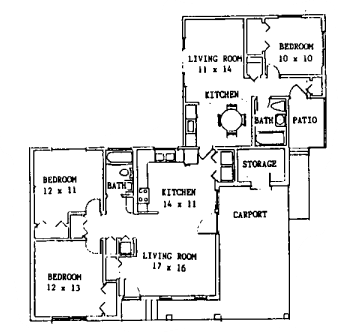 BEDROOM
10 x 10
LIVING ROOM
11 x 14
KITCHEN
BATH
PATIO
STORAGE
BEDROOM
12 x 11
BATH
KITCHEN
14 x 11
CARPORT
LIVING ROOM
17 x 16
BEDROOM
12 x 13